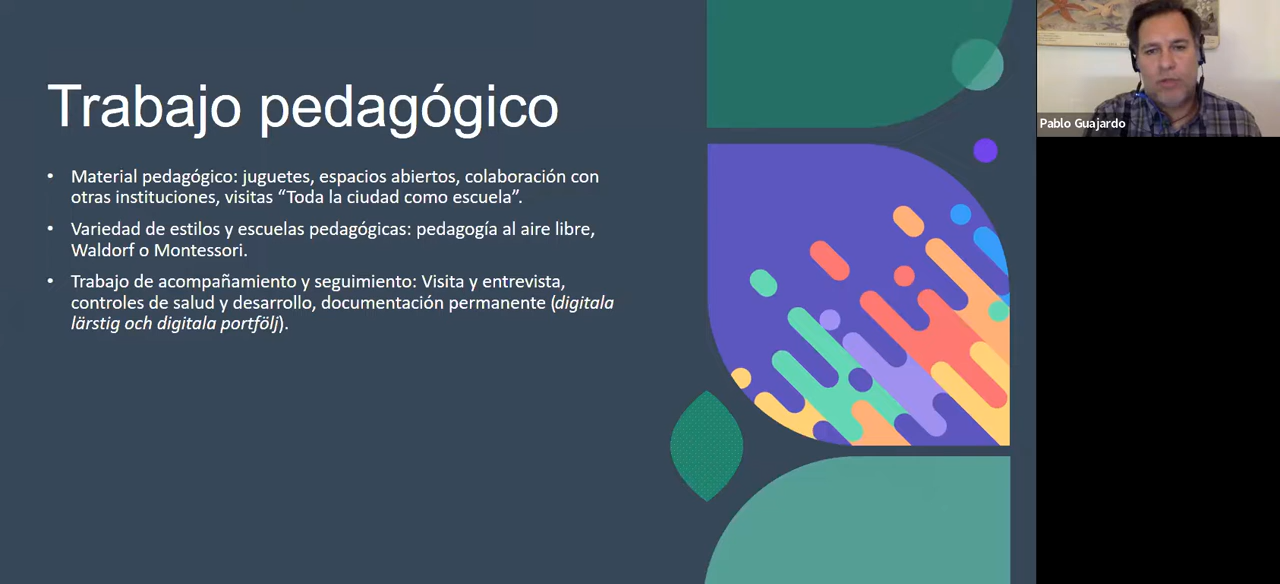 Trabajo pedagógico
• Material pedagógico: juguetes, espacios abiertos, colaboración con
otras instituciones, visitas “Toda la ciudad como escuela”.
• Variedad de estilos y escuelas pedagógicas: pedagogía al aire libre,
Waldorf o Montessori.
• Trabajo de acompañamiento y seguimiento: Visita y entrevista,
controles de salud y desarrollo, documentación permanente (digitala
lärstig och digitala portfölj).
Pablo Guajardo